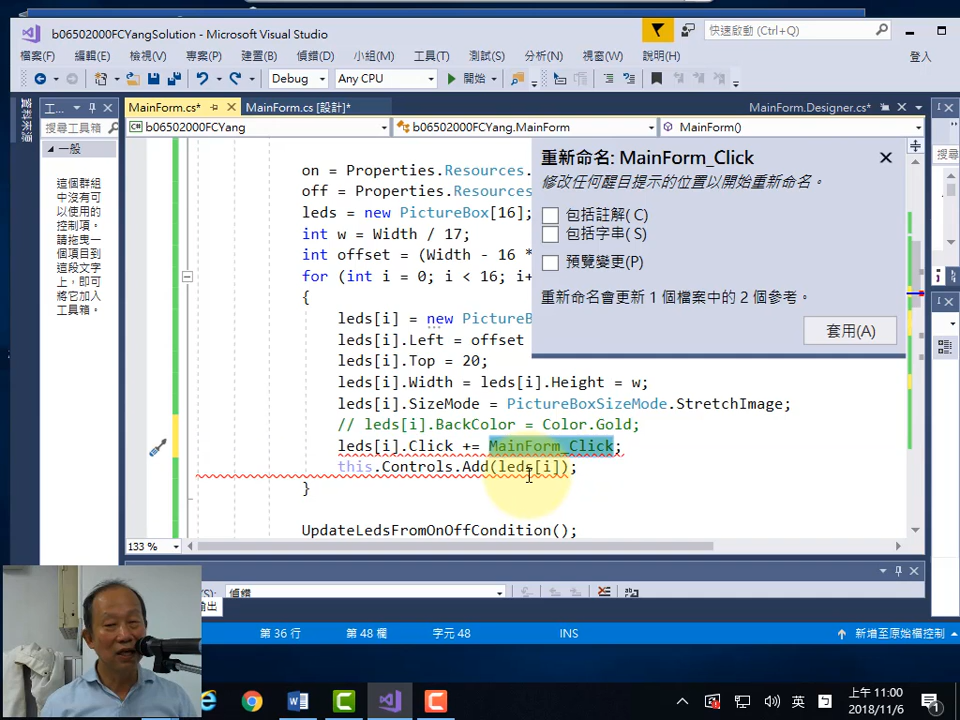 b06502000FCYangSolution - Microsoft Visual Studio
快速啟動 (Ctrl+Q)
檔案(F) 編輯(E) 檢視(V) 專案(P) 建置(B) 偵錯(D) 小組(M) 工具(T) 測試(S) 分析(N) 視窗(W) 說明(H)
登入
Debug Any CPU 開始
資料來源
工...
搜尋工具箱
一般
這個群組
中沒有可
以使用的
控制項。
請拖曳一
個項目到
這段文字
上，即可
將它加入
工具箱。
MainForm.cs* MainForm.cs [設計]* MainForm.Designer.cs*
b06502000FCYang b06502000FCYang.MainForm MainForm()
搜尋
on = Properties.Resources.
off = Properties.Resources
leds = new PictureBox[16];
int w = Width / 17;
int offset = (Width - 16 *
for (int i = 0; i < 16; i+
{
leds[i] = new PictureB
leds[i].Left = offset
leds[i].Top = 20;
leds[i].Width = leds[i].Height = w;
leds[i].SizeMode = PictureBoxSizeMode.StretchImage;
// leds[i].BackColor = Color.Gold;
leds[i].Click += MainForm_Click;
this.Controls.Add(leds[i]);
}
UpdateLedsFromOnOffCondition();
重新命名: MainForm_Click
修改任何醒目提示的位置以開始重新命名。
包括註解(C)
包括字串(S)
預覽變更(P)
重新命名會更新 1 個檔案中的 2 個參考。
套用(A)
133 %
(S): 偵錯
輸出
第 36 行 第 48 欄 字元 48 INS 新增至原始檔控制
英
上午 11:00
2018/11/6
1